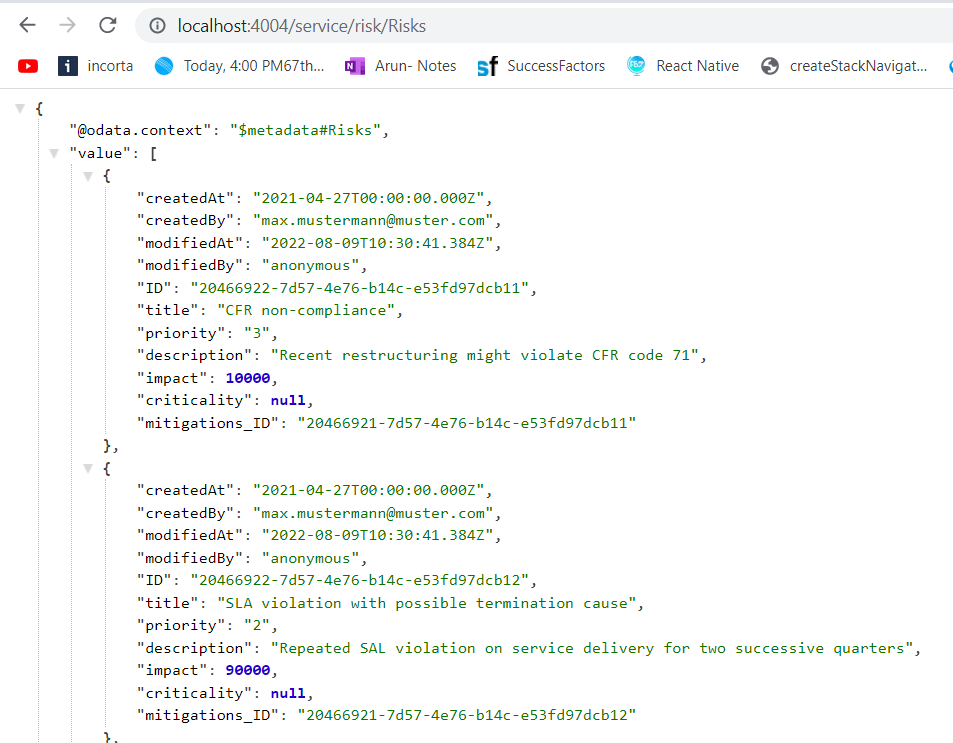 localhost:4004/service/risk/Risks
i incorta Today, 4:00 PM67th... N Arun- Notes sf SuccessFactors React Native createStackNavigat...
{
"@odata.context": "$metadata#Risks",
"value": [
{
"createdAt": "2021-04-27T00:00:00.000Z",
"createdBy": "max.mustermann@muster.com",
"modifiedAt": "2022-08-09T10:30:41.384Z",
"modifiedBy": "anonymous",
"ID": "20466922-7d57-4e76-b14c-e53fd97dcb11",
"title": "CFR non-compliance",
"priority": "3",
"description": "Recent restructuring might violate CFR code 71",
"impact": 10000,
"criticality": null,
"mitigations_ID": "20466921-7d57-4e76-b14c-e53fd97dcb11"
},
{
"createdAt": "2021-04-27T00:00:00.000Z",
"createdBy": "max.mustermann@muster.com",
"modifiedAt": "2022-08-09T10:30:41.384Z",
"modifiedBy": "anonymous",
"ID": "20466922-7d57-4e76-b14c-e53fd97dcb12",
"title": "SLA violation with possible termination cause",
"priority": "2",
"description": "Repeated SAL violation on service delivery for two successive quarters",
"impact": 90000,
"criticality": null,
"mitigations_ID": "20466921-7d57-4e76-b14c-e53fd97dcb12"
},